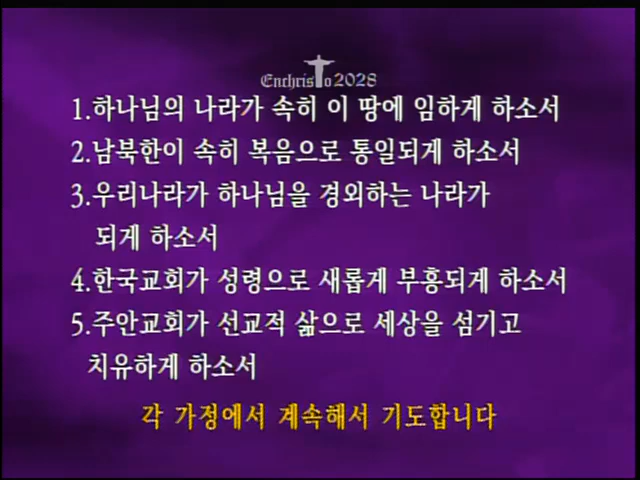 Enchristo2028
1.하나님의 나라가 속히 이 땅에 임하게 하소서
2.남북한이 속히 복음으로 통일되게 하소서
3.우리나라가 하나님을 경외하는 나라가
되게 하소서
4.한국교회가 성령으로 새롭게 부흥되게 하소서
5.주안교회가 선교적 삶으로 세상을 섬기고
치유하게 하소서
각 가정에서 계속해서 기도합니다